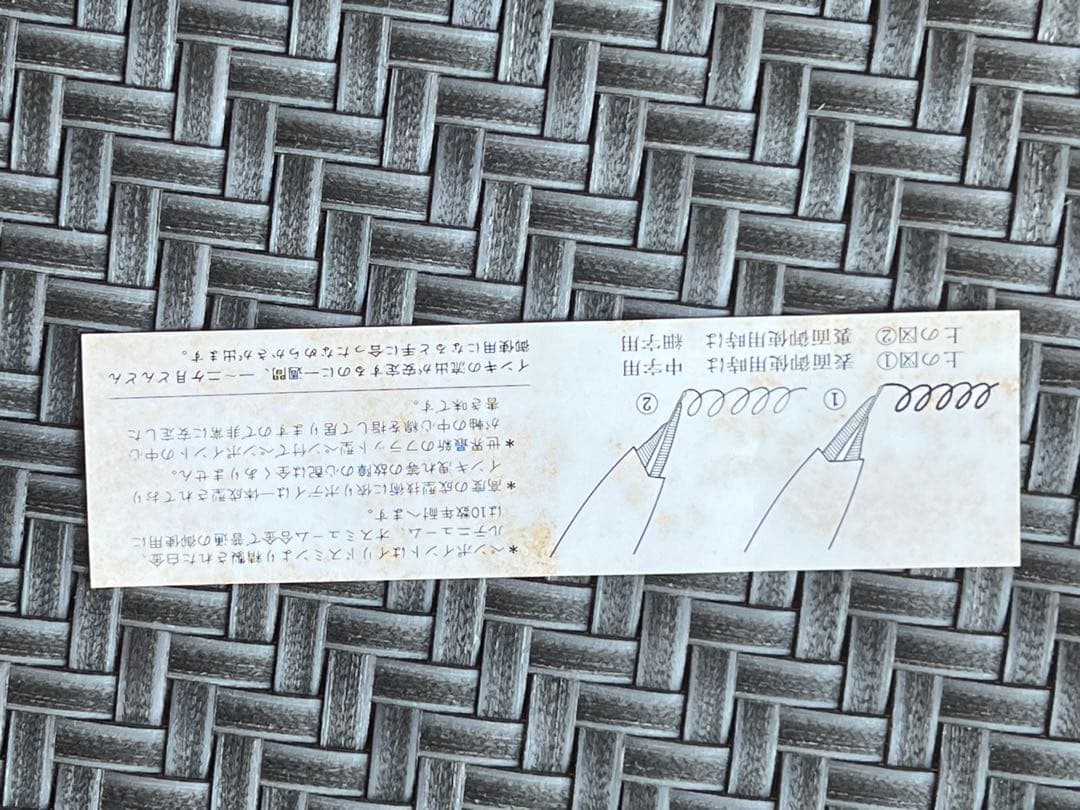 ①
②
上の図① 表面御使用時は 中字用
上の図② 裏面御使用時は 細字用
*ペンポイントはイリドスミンより精製された白金、
ルテニューム、オスミューム合金で普通の御使用に
は10数年耐へます。
*高度の成型技術に依りボディは一体成型されており
インキ洩れ等の故障の心配は全くありません。
*世界最新のフラット型ペン付でペンポイントの中心
が軸の中心線を指して居りますので非常に安定した
書き味です。
インキの流出が安定するのに一週間、一〜二ケ月どんどん
御使用になると手に合ったなめらかさが出ます。